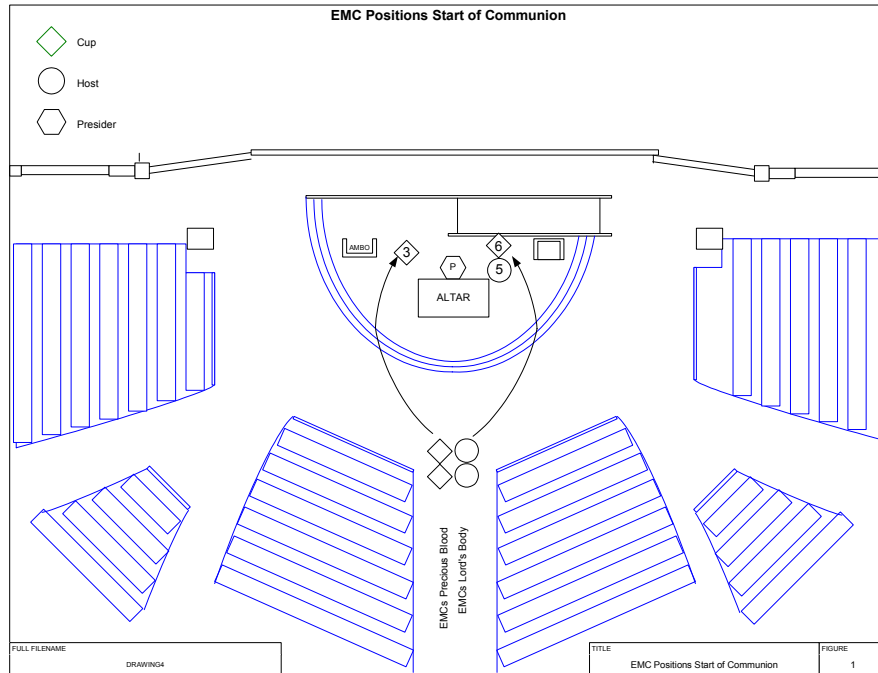 EMC Positions Start of Communion
Cup
Host
Presider
AMBO
3
6
5
P
ALTAR
EMCs Precious Blood
EMCs Lord's Body
FULL FILENAME
DRAWING4
TITLE
EMC Positions Start of Communion
FIGURE
1